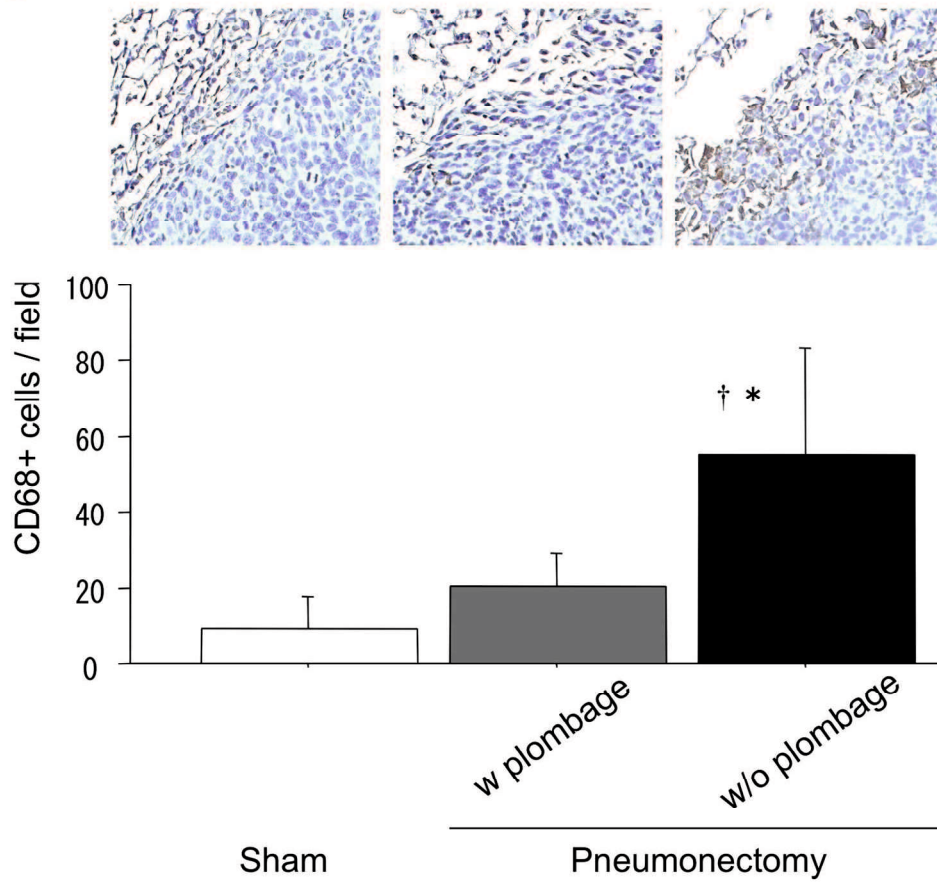 CD68+ cells / field
100
80
60
40
20
0
† *
w plombage
w/o plombage
Sham
Pneumonectomy